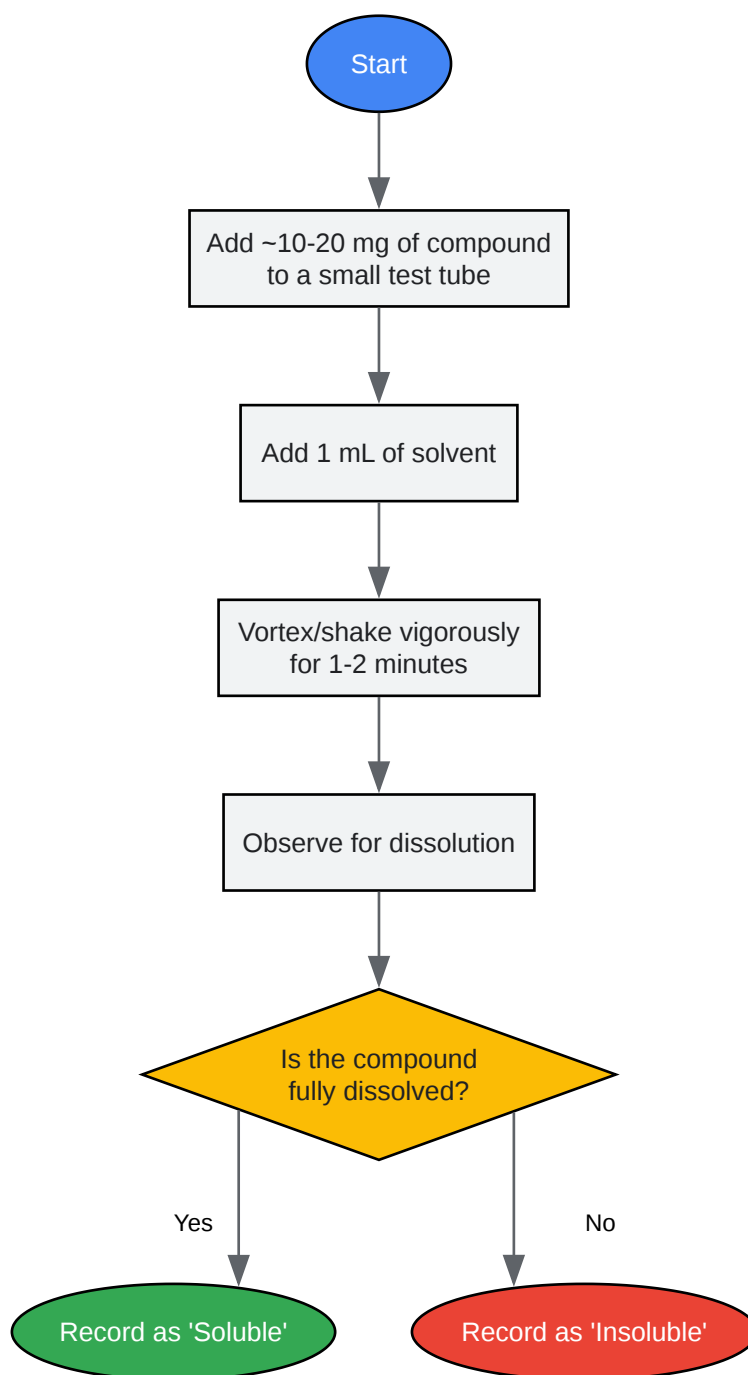 Start
Add ~10-20 mg of compound
to a small test tube
Add 1 mL of solvent
Vortex/shake vigorously
for 1-2 minutes
Observe for dissolution
Is the compound
fully dissolved?
Yes
No
Record as 'Soluble'
Record as 'Insoluble'